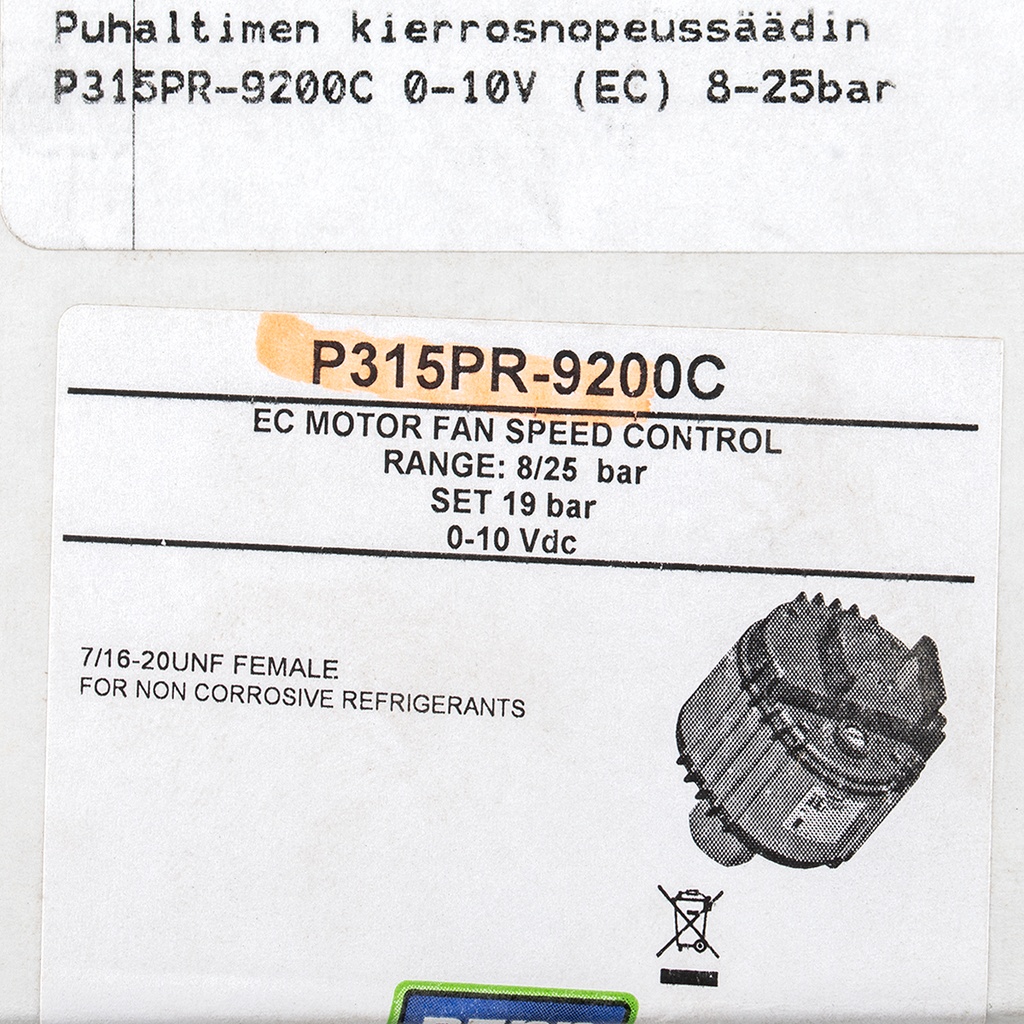 Puhaltimen kierrosnopeussäädin
P315PR-9200C 0-10V (EC) 8-25bar
P315PR-9200C
EC MOTOR FAN SPEED CONTROL
RANGE: 8/25 bar
SET 19 bar
0-10 Vdc
7/16-20UNF FEMALE
FOR NON CORROSIVE REFRIGERANTS